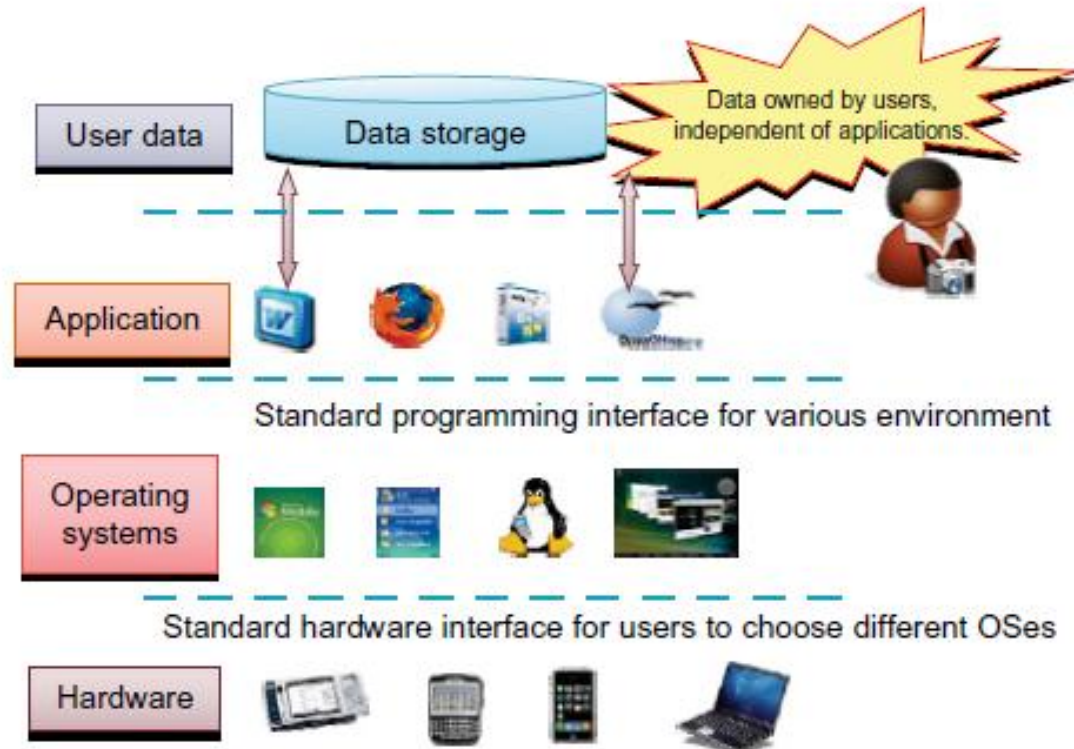 Data owned by users,
independent of applications.
User data
Data storage
Application
W
Standard programming interface for various environment
Operating
systems
Standard hardware interface for users to choose different OSes
Hardware